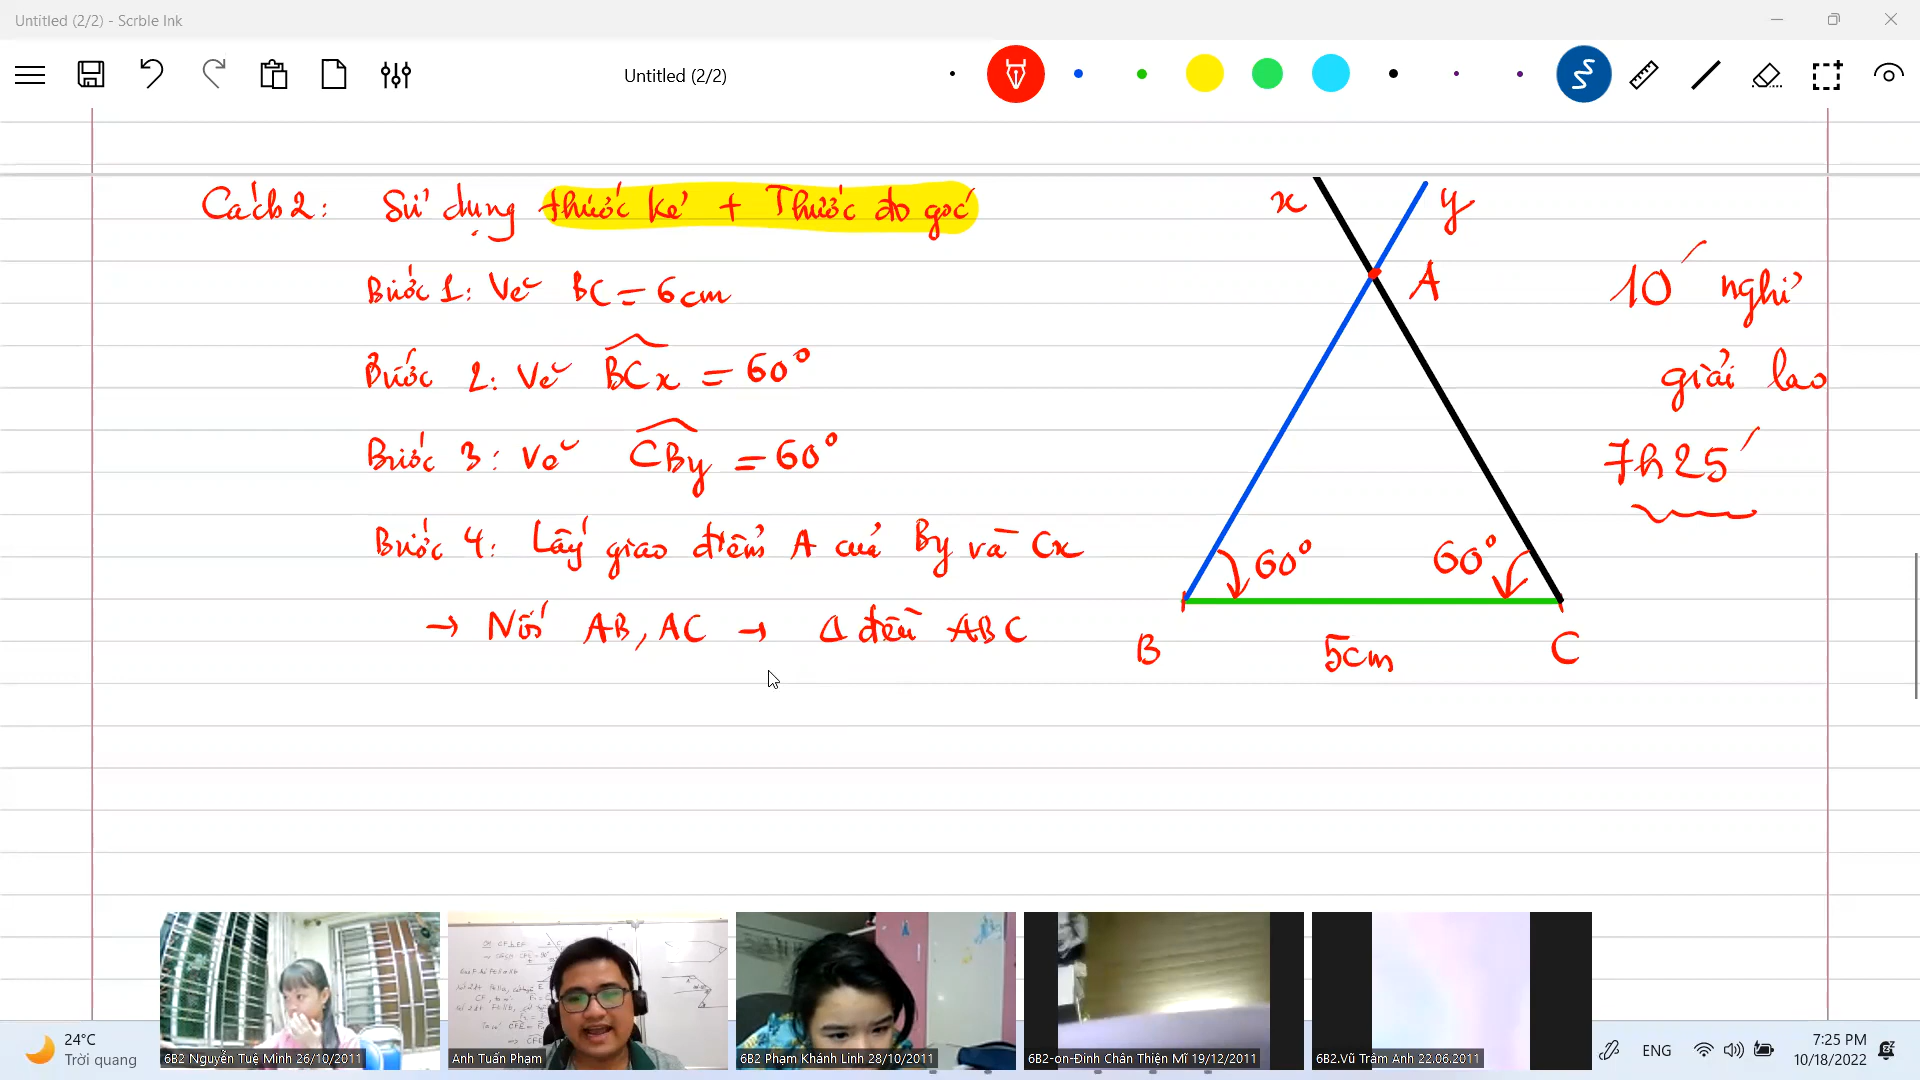 Untitled (2/2) - Scrble Ink
Untitled (2/2)
Cách 2: Sử dụng thước kẻ + Thước đo góc
Bước 1: Vẽ BC = 6cm
Bước 2: Vẽ BCx = 60°
Bước 3: Vẽ CBy = 60°
Bước 4: Lấy giao điểm A của By và Cx
→ Nối AB, AC → Δ đều ABC
x
y
A
60°
60°
B
5cm
C
10' nghỉ
giải lao
7h25'
6B2 Nguyễn Tuệ Minh 26/10/2011
Anh Tuấn Phạm
6B2 Phạm Khánh Linh 28/10/2011
6B2-on-Đinh Chân Thiện Mĩ 19/12/2011
6B2.Vũ Trâm Anh 22.06.2011
24°C
Trời quang
ENG
7:25 PM
10/18/2022